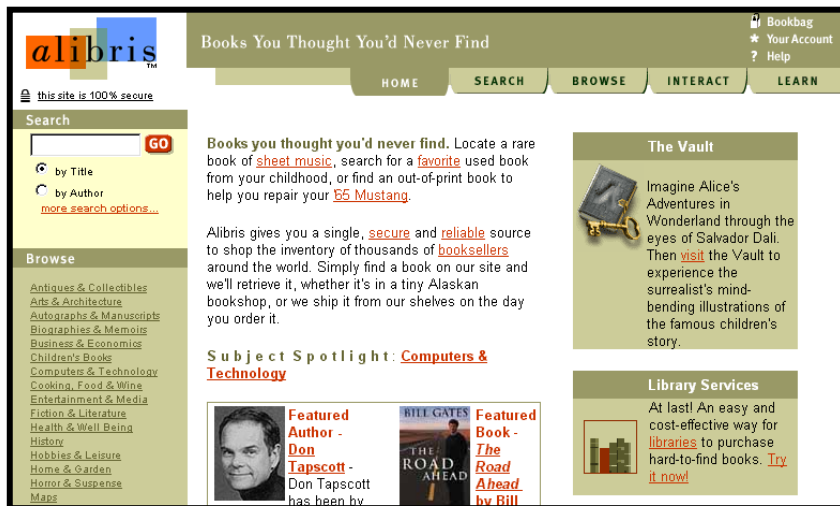 alibris
TM
Books You Thought You'd Never Find
Bookbag
* Your Account
? Help
HOME
SEARCH
BROWSE
INTERACT
LEARN
this site is 100% secure
Search
GO
by Title
by Author
more search options...
Browse
Antiques & Collectibles
Arts & Architecture
Autographs & Manuscripts
Biographies & Memoirs
Business & Economics
Children's Books
Computers & Technology
Cooking, Food & Wine
Entertainment & Media
Fiction & Literature
Health & Well Being
History
Hobbies & Leisure
Home & Garden
Horror & Suspense
Maps
Books you thought you'd never find. Locate a rare
book of sheet music, search for a favorite used book
from your childhood, or find an out-of-print book to
help you repair your '65 Mustang.
Alibris gives you a single, secure and reliable source
to shop the inventory of thousands of booksellers
around the world. Simply find a book on our site and
we'll retrieve it, whether it's in a tiny Alaskan
bookshop, or we ship it from our shelves on the day
you order it.
Subject Spotlight: Computers &
Technology
Featured
Author -
Don
Tapscott -
Don Tapscott
has been by
BILL GATES
THE
ROAD
AHEAD
Featured
Book -
The
Road
Ahead
by Bill
The Vault
Imagine Alice's
Adventures in
Wonderland through the
eyes of Salvador Dali.
Then visit the Vault to
experience the
surrealist's mind-
bending illustrations of
the famous children's
story.
Library Services
At last! An easy and
cost-effective way for
libraries to purchase
hard-to-find books. Try
it now!